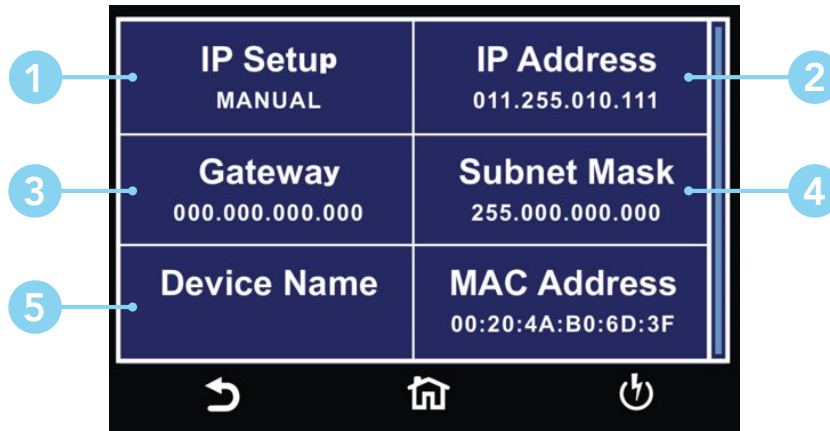 1
IP Setup
MANUAL
IP Address
011.255.010.111
2
3
Gateway
000.000.000.000
Subnet Mask
255.000.000.000
4
5
Device Name
MAC Address
00:20:4A:B0:6D:3F